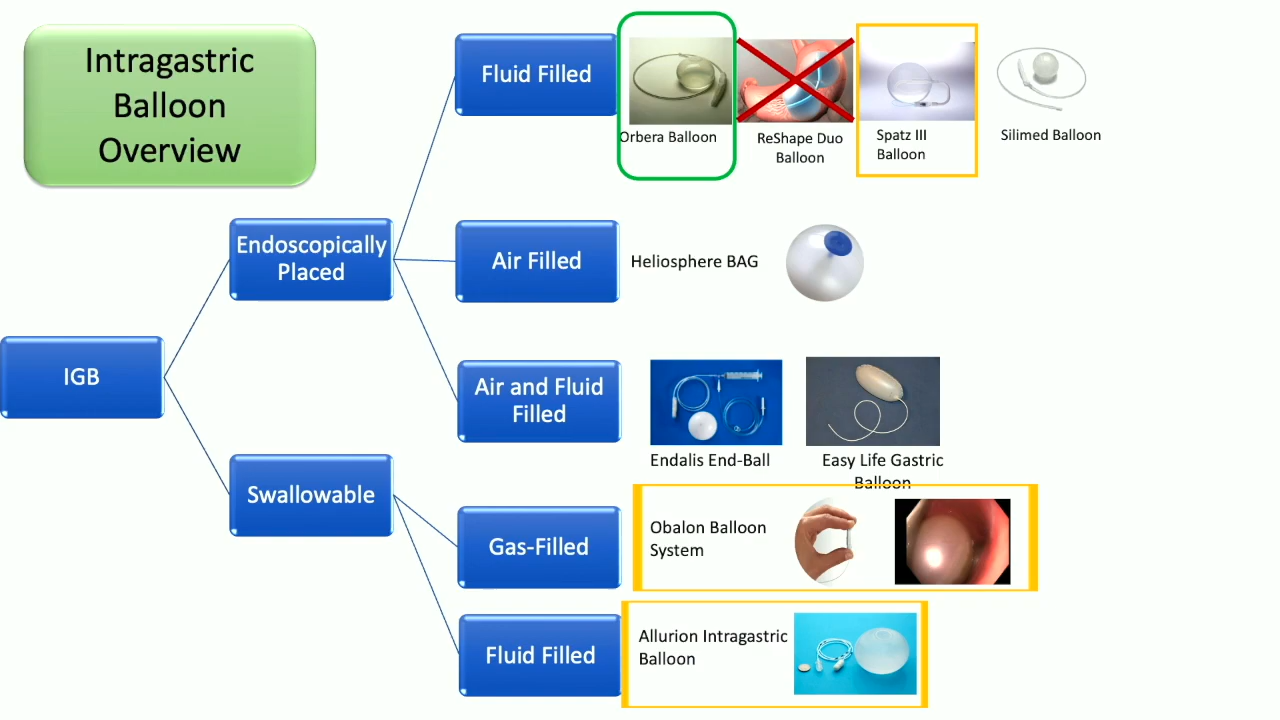 Intragastric
Balloon
Overview
Fluid Filled
Orbera Balloon
ReShape Duo
Balloon
Spatz III
Balloon
Silimed Balloon
Endoscopically
Placed
Air Filled
Heliosphere BAG
IGB
Air and Fluid
Filled
Endalis End-Ball
Easy Life Gastric
Balloon
Swallowable
Gas-Filled
Obalon Balloon
System
Fluid Filled
Allurion Intragastric
Balloon